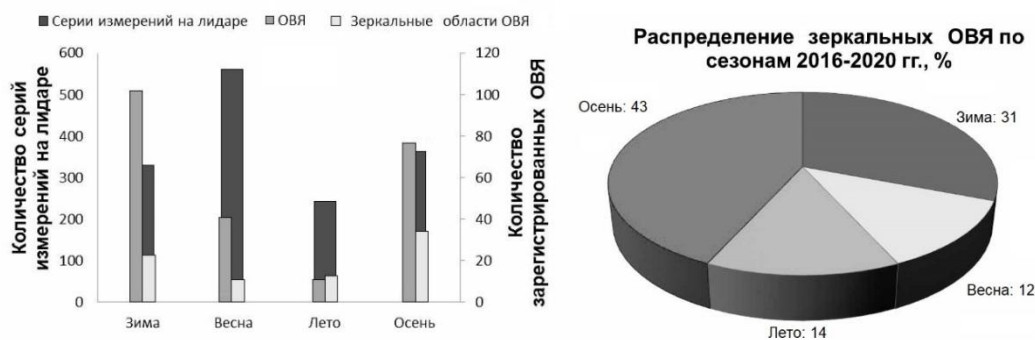 Серии измерений на лидаре ОВЯ Зеркальные области ОВЯ
Количество серий
измерений на лидаре
600
500
400
300
200
100
0
Зима Весна Лето Осень
120
100
80
60
40
20
0
Количество
зарегистрированных ОВЯ
Распределение зеркальных ОВЯ по
сезонам 2016-2020 гг., %
Осень: 43
Зима: 31
Весна: 12
Лето: 14